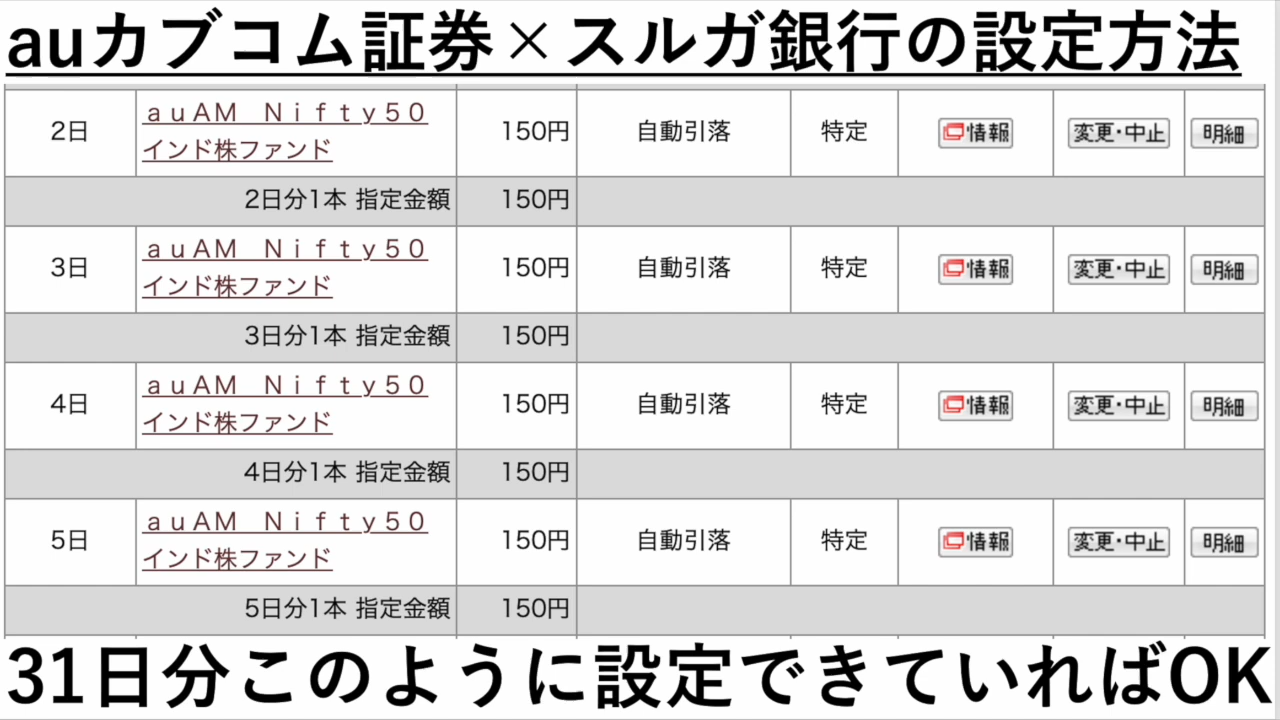 auカブコム証券×スルガ銀行の設定方法
2日 ａｕＡＭ　Ｎｉｆｔｙ５０ 150円 自動引落 特定 情報 変更･中止 明細
インド株ファンド
2日分1本 指定金額 150円
3日 ａｕＡＭ　Ｎｉｆｔｙ５０ 150円 自動引落 特定 情報 変更･中止 明細
インド株ファンド
3日分1本 指定金額 150円
4日 ａｕＡＭ　Ｎｉｆｔｙ５０ 150円 自動引落 特定 情報 変更･中止 明細
インド株ファンド
4日分1本 指定金額 150円
5日 ａｕＡＭ　Ｎｉｆｔｙ５０ 150円 自動引落 特定 情報 変更･中止 明細
インド株ファンド
5日分1本 指定金額 150円
31日分このように設定できていればOK